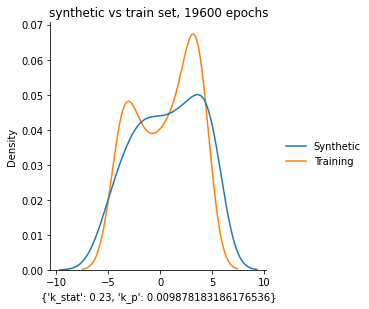 synthetic vs train set, 19600 epochs
0.07
0.06
0.05
0.04
0.03
0.02
0.01
0.00
Density
−10
−5
0
5
10
{'k_stat': 0.23, 'k_p': 0.009878183186176536}
Synthetic
Training